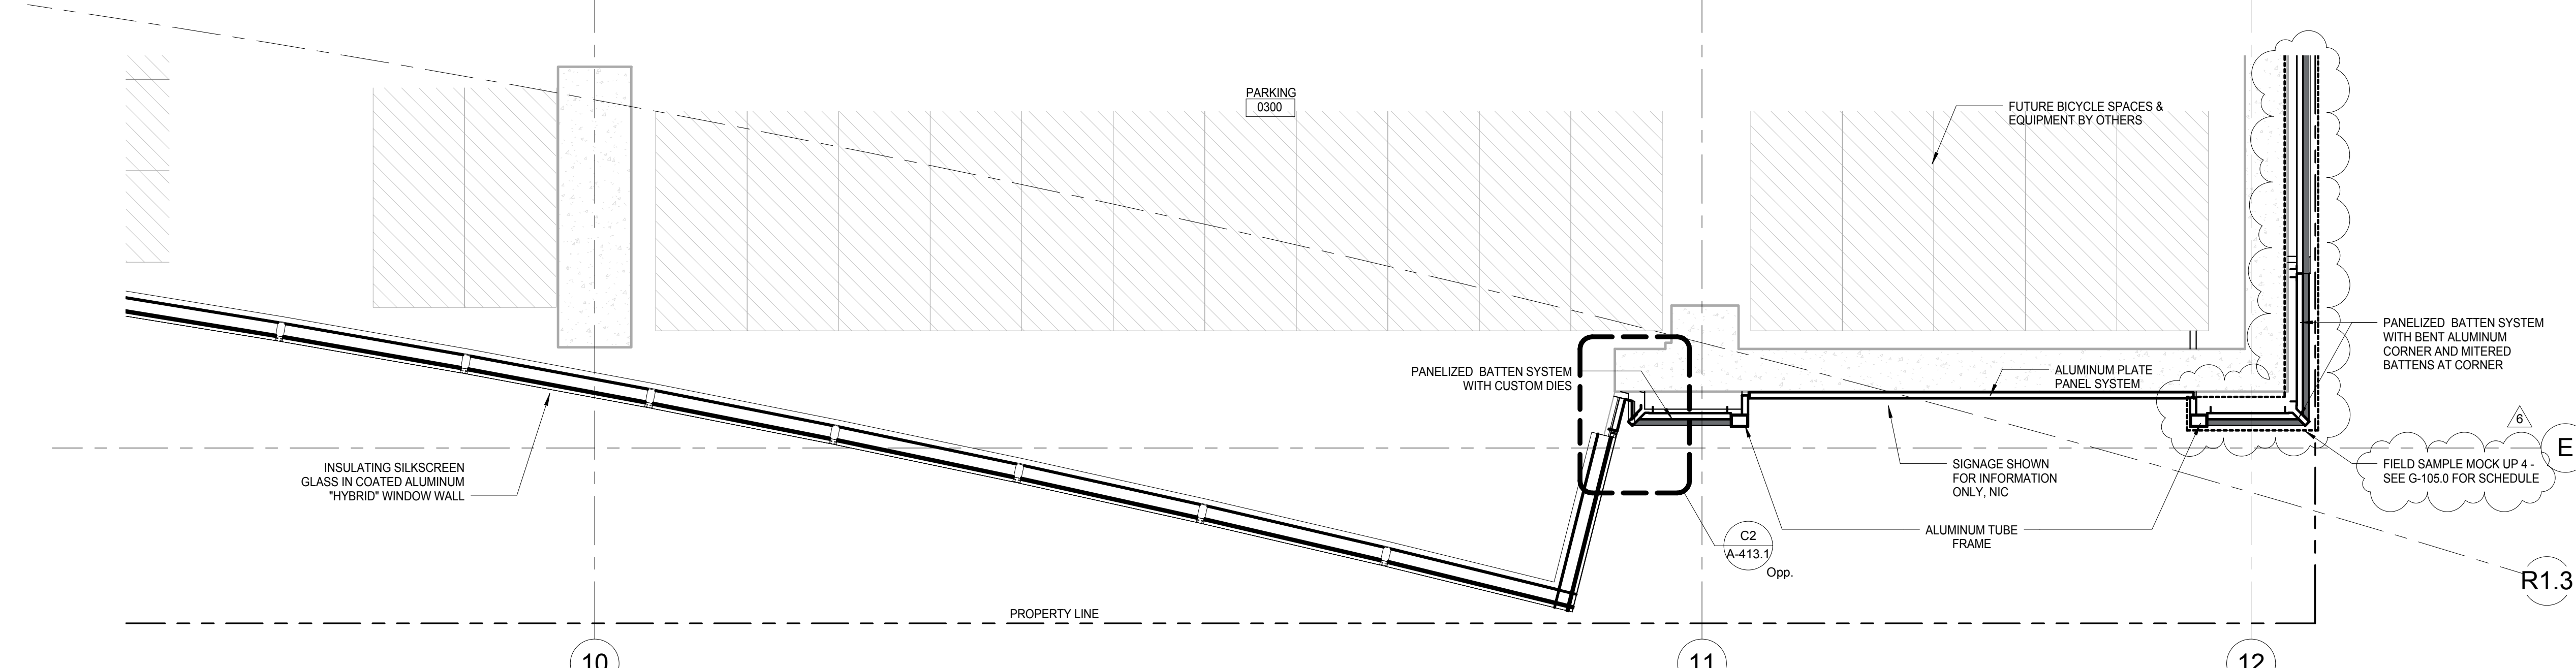 PARKING
0300
FUTURE BICYCLE SPACES &
EQUIPMENT BY OTHERS
PANELIZED BATTEN SYSTEM
WITH BENT ALUMINUM
CORNER AND MITERED
BATTENS AT CORNER
PANELIZED BATTEN SYSTEM
WITH CUSTOM DIES
ALUMINUM PLATE
PANEL SYSTEM
6
E
INSULATING SILKSCREEN
GLASS IN COATED ALUMINUM
"HYBRID" WINDOW WALL
SIGNAGE SHOWN
FOR INFORMATION
ONLY, NIC
FIELD SAMPLE MOCK UP 4 -
SEE G-105.0 FOR SCHEDULE
ALUMINUM TUBE
FRAME
C2
A-413.1
Opp.
R1.3
PROPERTY LINE
10
11
12